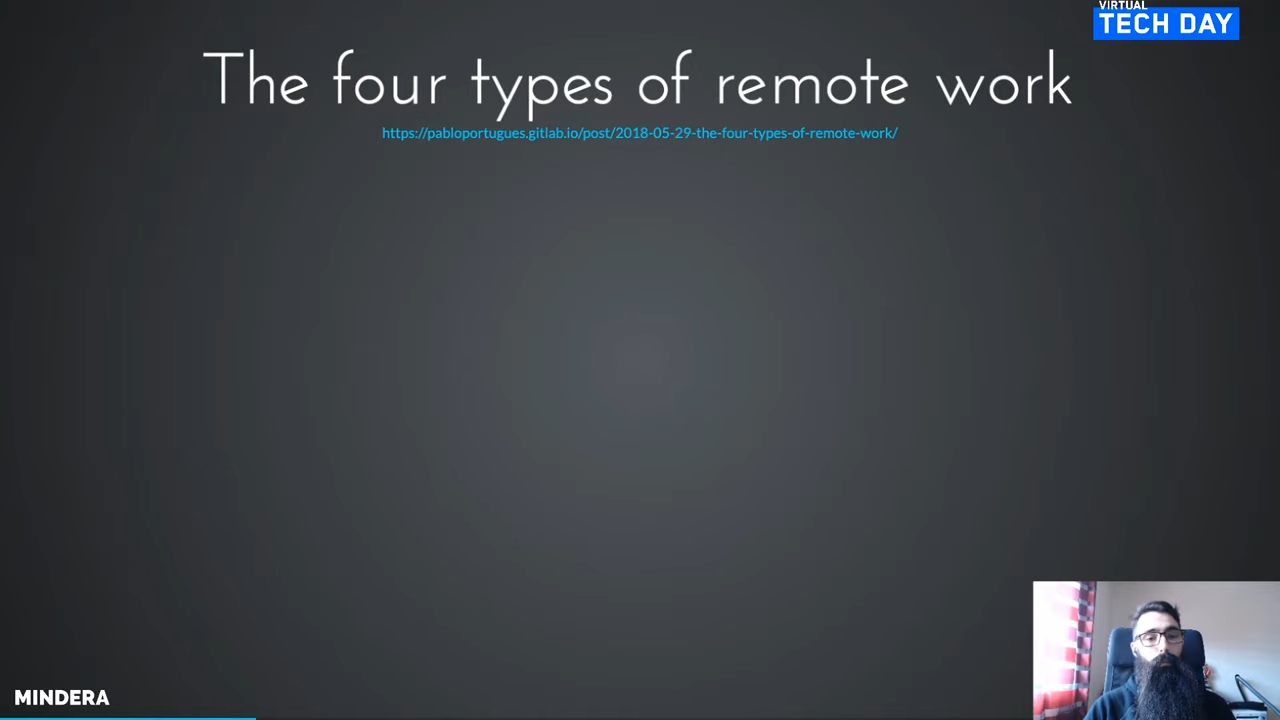 VIRTUAL
TECH DAY
The four types of remote work
https://pabloportugues.gitlab.io/post/2018-05-29-the-four-types-of-remote-work/
MINDERA